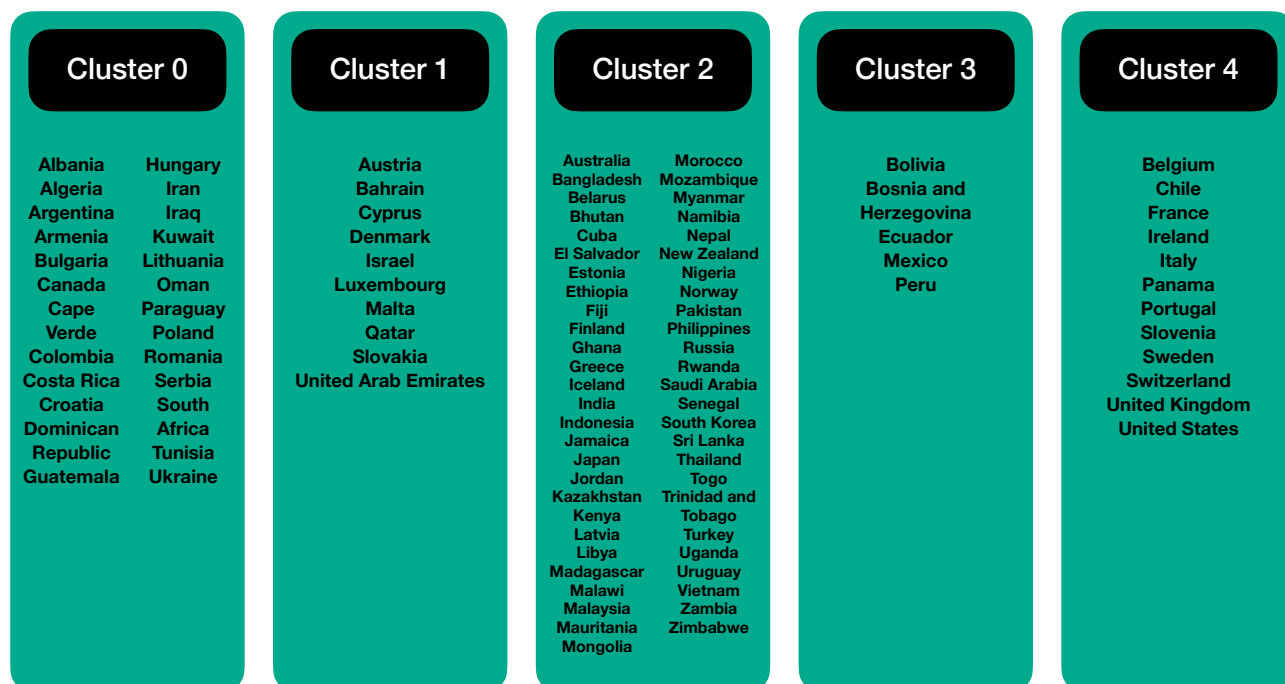 Cluster 0
Albania
Algeria
Argentina
Armenia
Bulgaria
Canada
Cape
Verde
Colombia
Costa Rica
Croatia
Dominican
Republic
Guatemala
Hungary
Iran
Iraq
Kuwait
Lithuania
Oman
Paraguay
Poland
Romania
Serbia
South
Africa
Tunisia
Ukraine
Cluster 1
Austria
Bahrain
Cyprus
Denmark
Israel
Luxembourg
Malta
Qatar
Slovakia
United Arab Emirates
Cluster 2
Australia
Bangladesh
Belarus
Bhutan
Cuba
El Salvador
Estonia
Ethiopia
Fiji
Finland
Ghana
Greece
Iceland
India
Indonesia
Jamaica
Japan
Jordan
Kazakhstan
Kenya
Latvia
Libya
Madagascar
Malawi
Malaysia
Mauritania
Mongolia
Morocco
Mozambique
Myanmar
Namibia
Nepal
New Zealand
Nigeria
Norway
Pakistan
Philippines
Russia
Rwanda
Saudi Arabia
Senegal
South Korea
Sri Lanka
Thailand
Togo
Trinidad and
Tobago
Turkey
Uganda
Uruguay
Vietnam
Zambia
Zimbabwe
Cluster 3
Bolivia
Bosnia and
Herzegovina
Ecuador
Mexico
Peru
Cluster 4
Belgium
Chile
France
Ireland
Italy
Panama
Portugal
Slovenia
Sweden
Switzerland
United Kingdom
United States